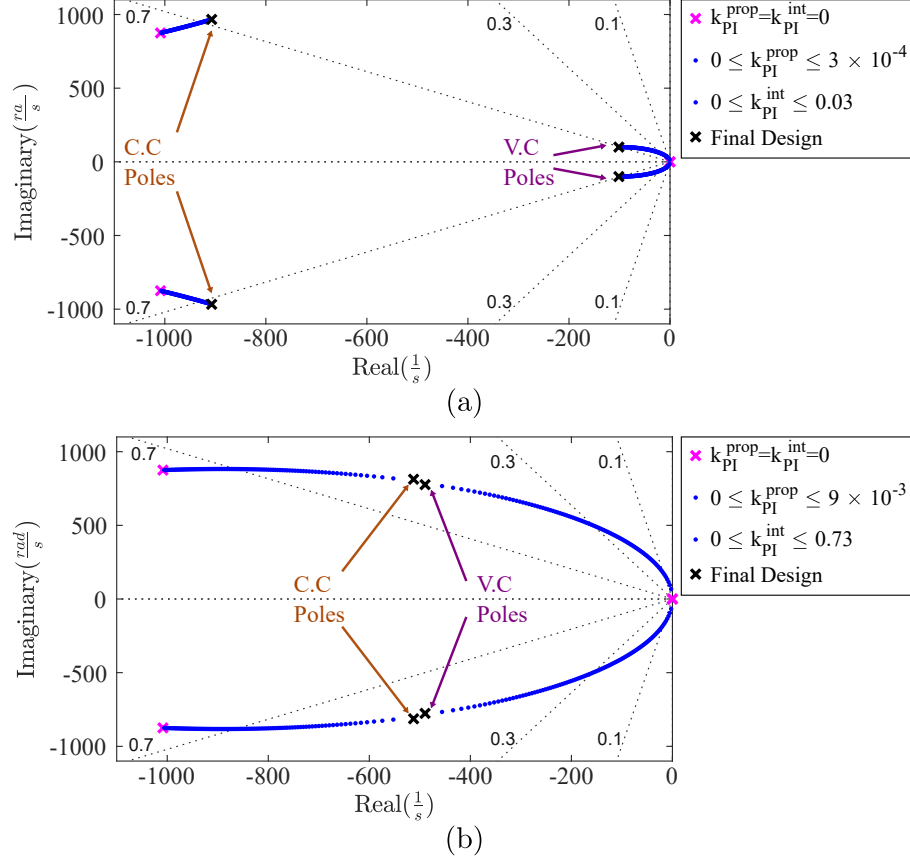 1000
500
0
-500
-1000
Imaginary(ra/s)
0.7
0.3
0.1
C.C
Poles
V.C
Poles
0.7
0.3
0.1
-1000
-800
-600
-400
-200
0
Real(1/s)
k_PI^prop=k_PI^int=0
0 ≤ k_PI^prop ≤ 3 × 10^-4
0 ≤ k_PI^int ≤ 0.03
Final Design
(a)
1000
500
0
-500
-1000
Imaginary(rad/s)
0.7
0.3
0.1
C.C
Poles
V.C
Poles
0.7
0.3
0.1
-1000
-800
-600
-400
-200
0
Real(1/s)
k_PI^prop=k_PI^int=0
0 ≤ k_PI^prop ≤ 9 × 10^-3
0 ≤ k_PI^int ≤ 0.73
Final Design
(b)